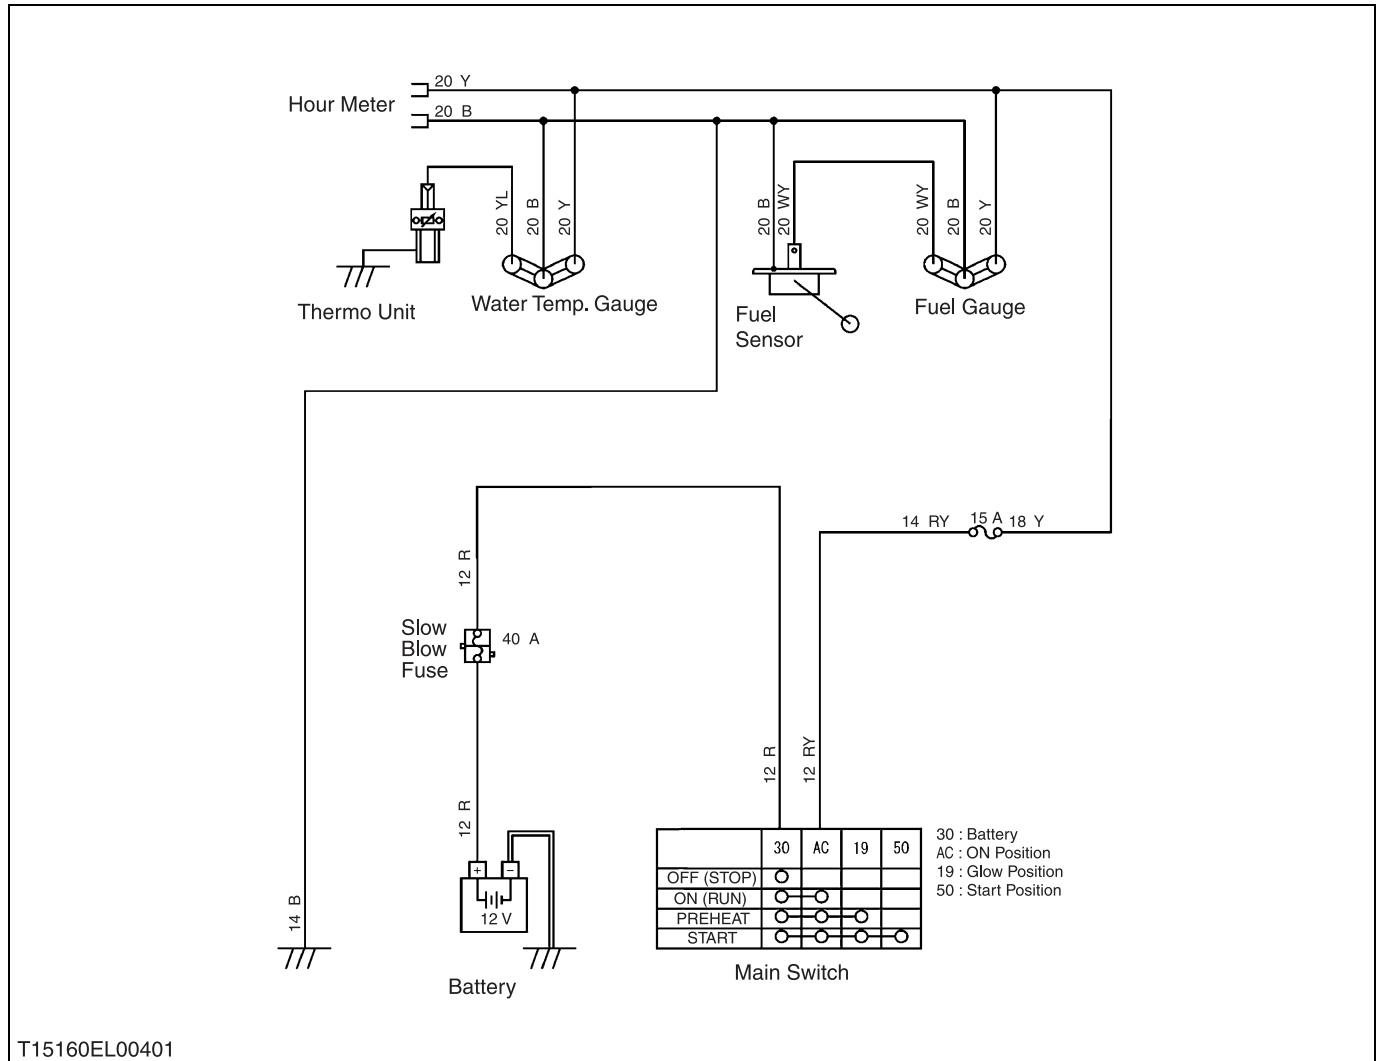 20 Y
Hour Meter
20 B
20 YL
20 B
20 Y
20 B
20 WY
20 WY
20 B
20 Y
Thermo Unit
Water Temp. Gauge
Fuel
Sensor
Fuel Gauge
14 RY
15 A
18 Y
12 R
Slow
Blow
Fuse
40 A
12 R
12 R
12 RY
14 B
+
−
12 V
Battery
30 AC 19 50
OFF (STOP)
ON (RUN)
PREHEAT
START
Main Switch
30 : Battery
AC : ON Position
19 : Glow Position
50 : Start Position
T15160EL00401